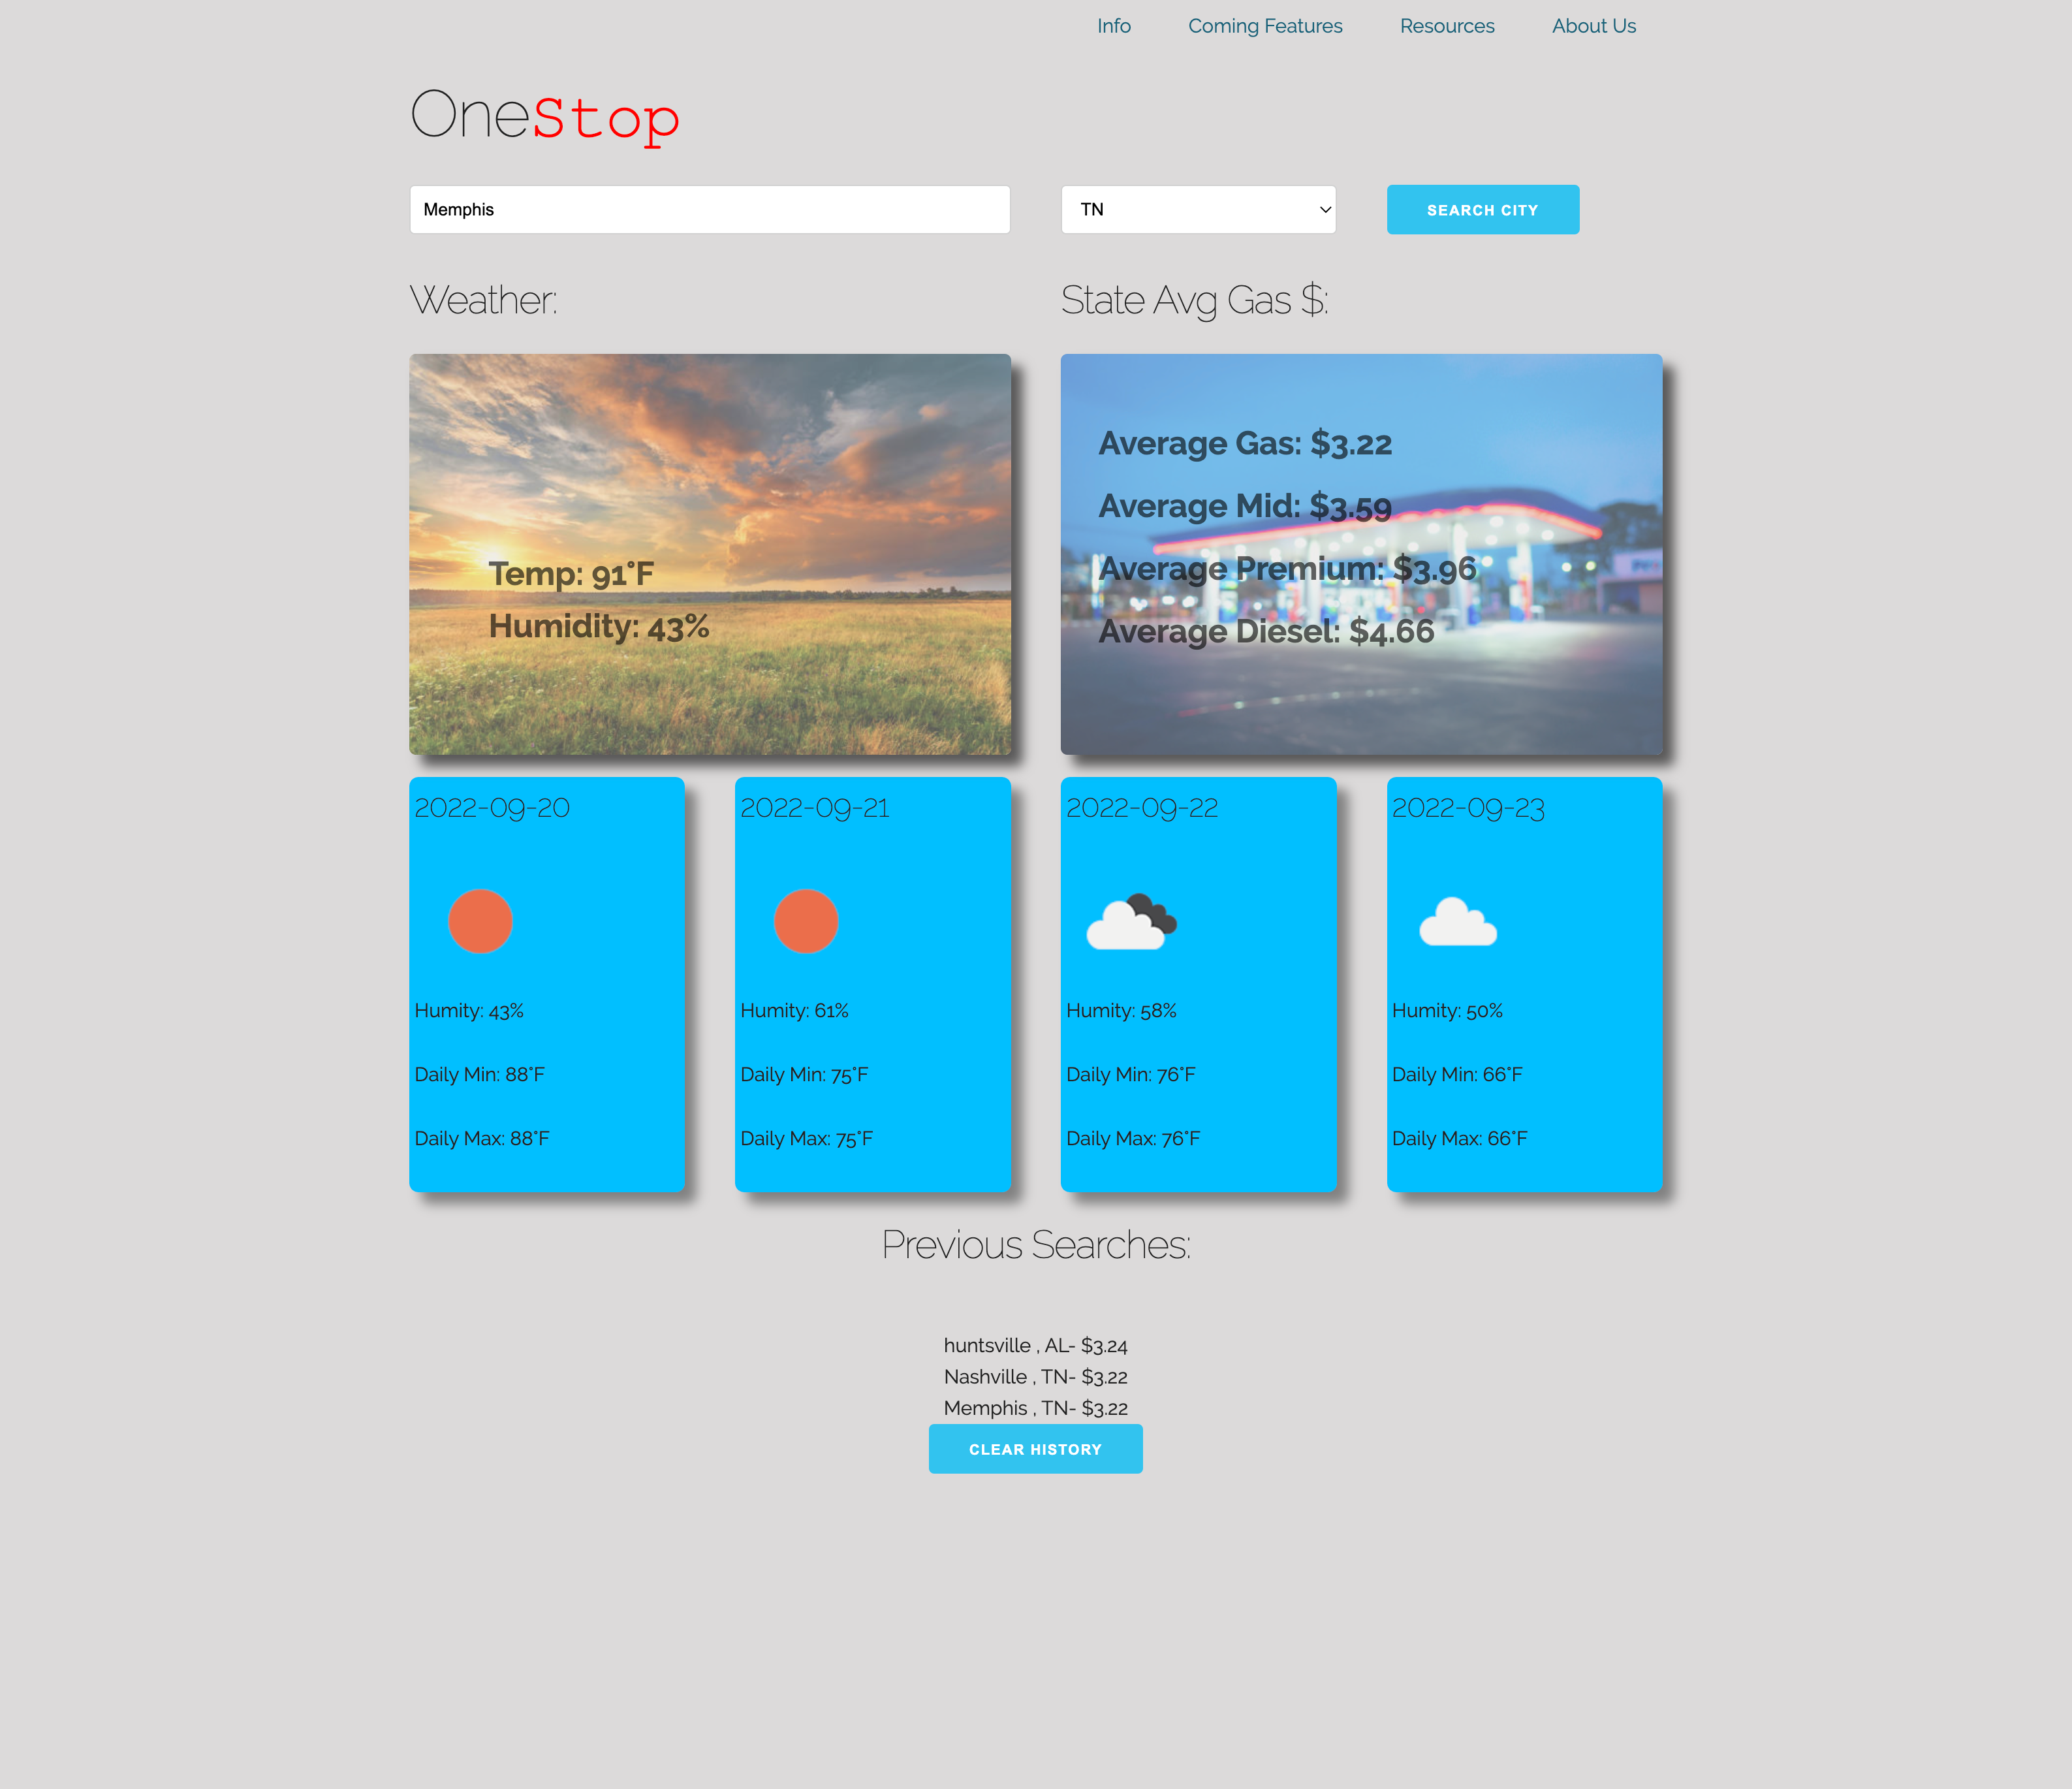 Info Coming Features Resources About Us
OneStop
Memphis TN SEARCH CITY
Weather:
State Avg Gas $:
Temp: 91°F
Humidity: 43%
Average Gas: $3.22
Average Mid: $3.59
Average Premium: $3.96
Average Diesel: $4.66
2022-09-20
Humity: 43%
Daily Min: 88°F
Daily Max: 88°F
2022-09-21
Humity: 61%
Daily Min: 75°F
Daily Max: 75°F
2022-09-22
Humity: 58%
Daily Min: 76°F
Daily Max: 76°F
2022-09-23
Humity: 50%
Daily Min: 66°F
Daily Max: 66°F
Previous Searches:
huntsville , AL- $3.24
Nashville , TN- $3.22
Memphis , TN- $3.22
CLEAR HISTORY